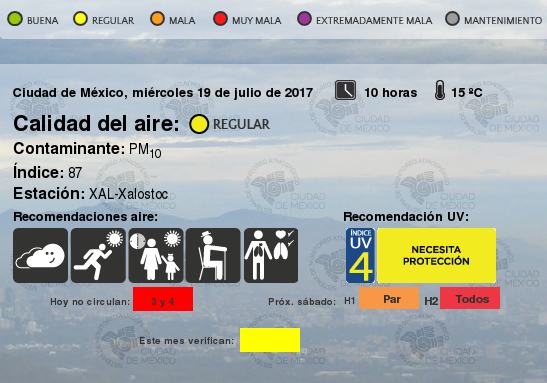 BUENA REGULAR MALA MUY MALA EXTREMADAMENTE MALA MANTENIMIENTO
Ciudad de México, miércoles 19 de julio de 2017 10 horas 15 ºC
Calidad del aire: REGULAR
Contaminante: PM10
Índice: 87
Estación: XAL-Xalostoc
Recomendaciones aire: Recomendación UV:
ÍNDICE
UV
4
NECESITA
PROTECCIÓN
Hoy no circulan: 3 y 4 Próx. sábado: H1 Par H2 Todos
Este mes verifican:
CIUDAD
DE MÉXICO